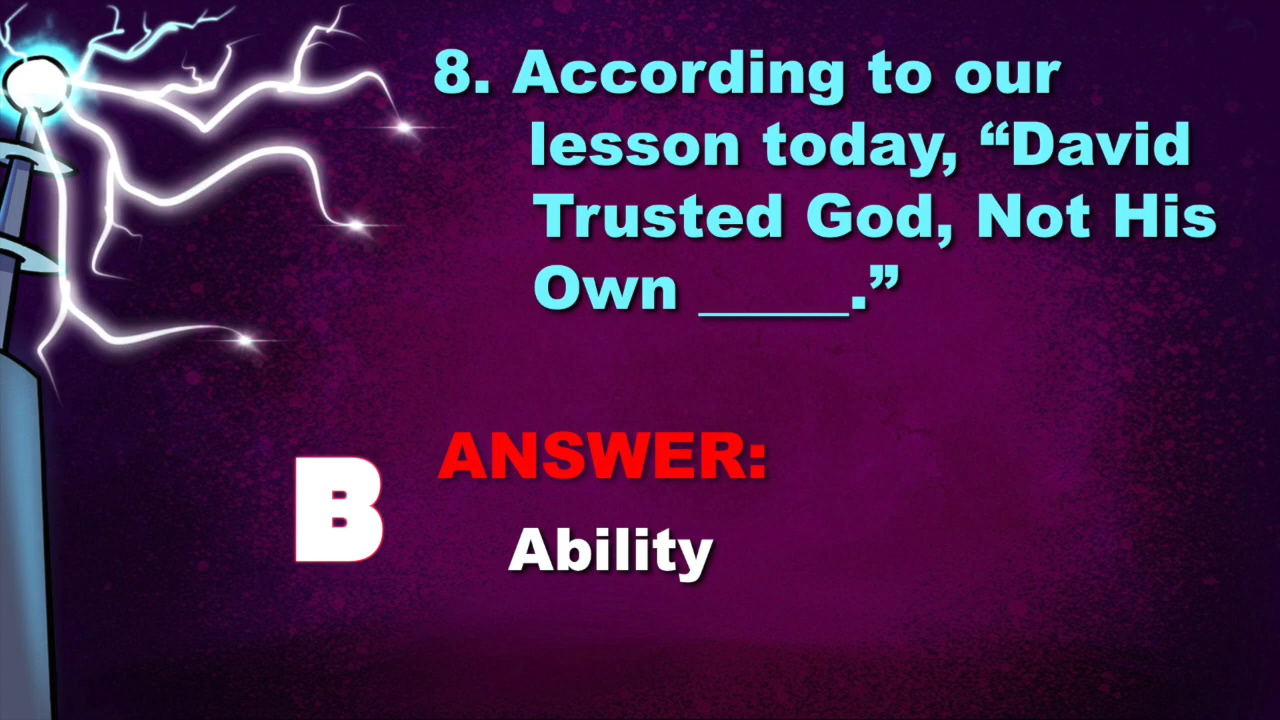 8. According to our
lesson today, “David
Trusted God, Not His
Own _____.”
ANSWER:
B
Ability